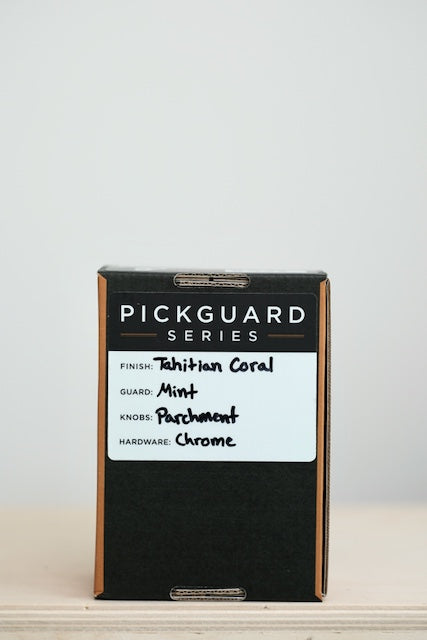 PICKGUARD
SERIES
FINISH: Tahitian Coral
GUARD: Mint
KNOBS: Parchment
HARDWARE: Chrome